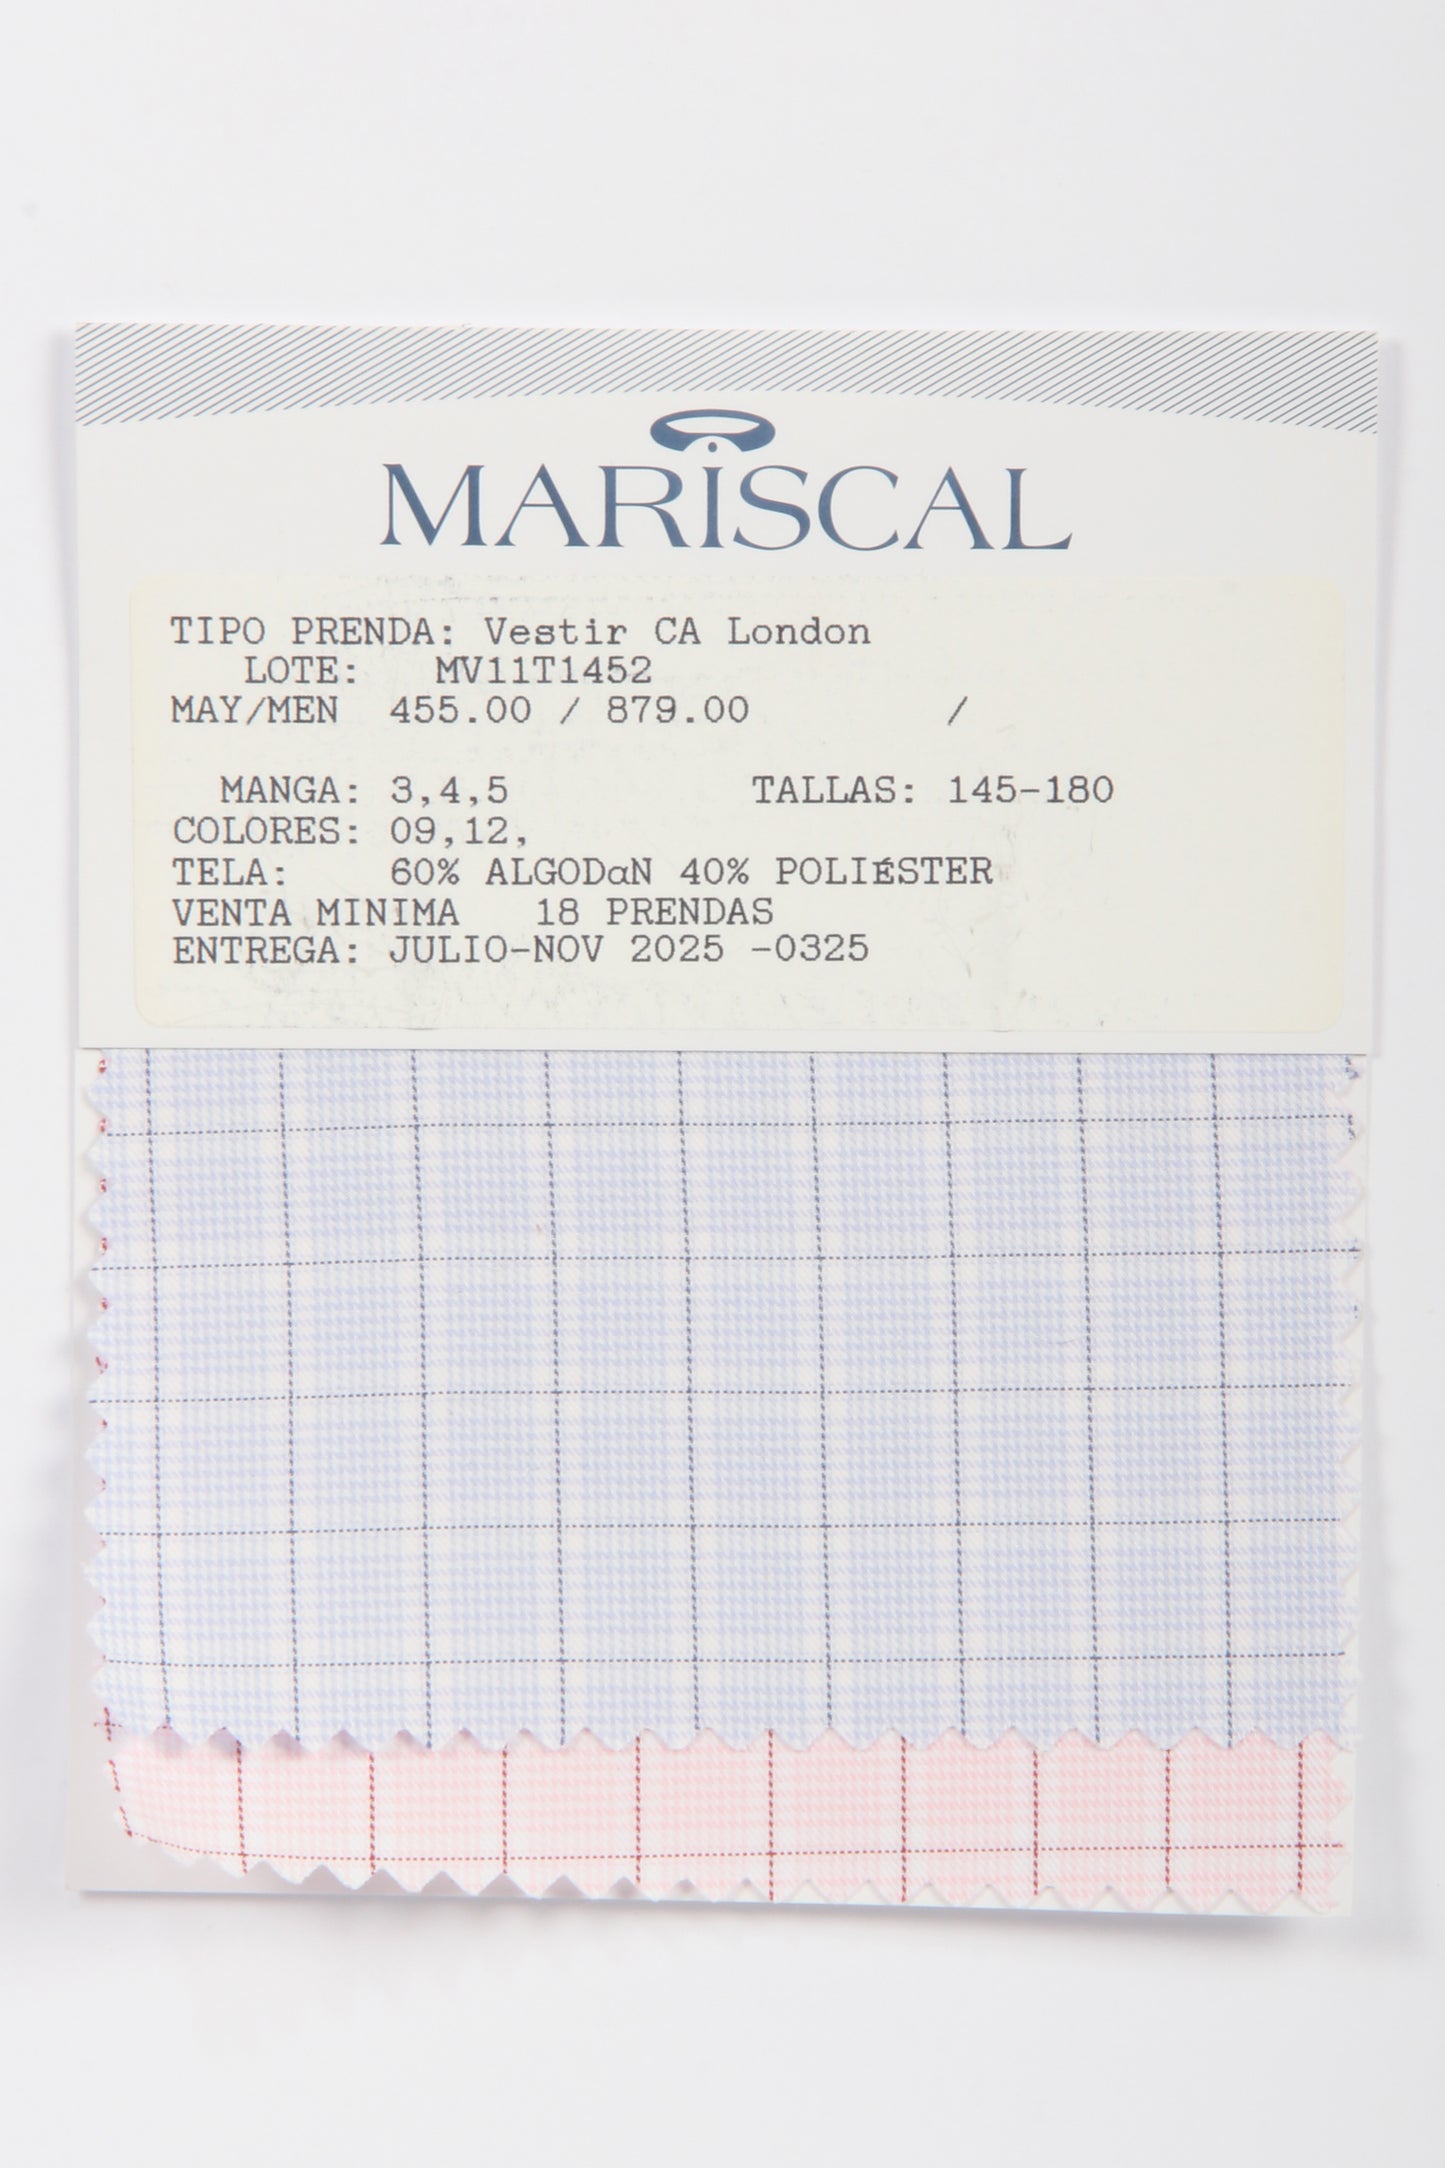 MARISCAL
TIPO PRENDA: Vestir CA London
LOTE: MV11T1452
MAY/MEN 455.00 / 879.00 /
MANGA: 3,4,5 TALLAS: 145-180
COLORES: 09,12,
TELA: 60% ALGODαN 40% POLIÉSTER
VENTA MINIMA 18 PRENDAS
ENTREGA: JULIO-NOV 2025 -0325